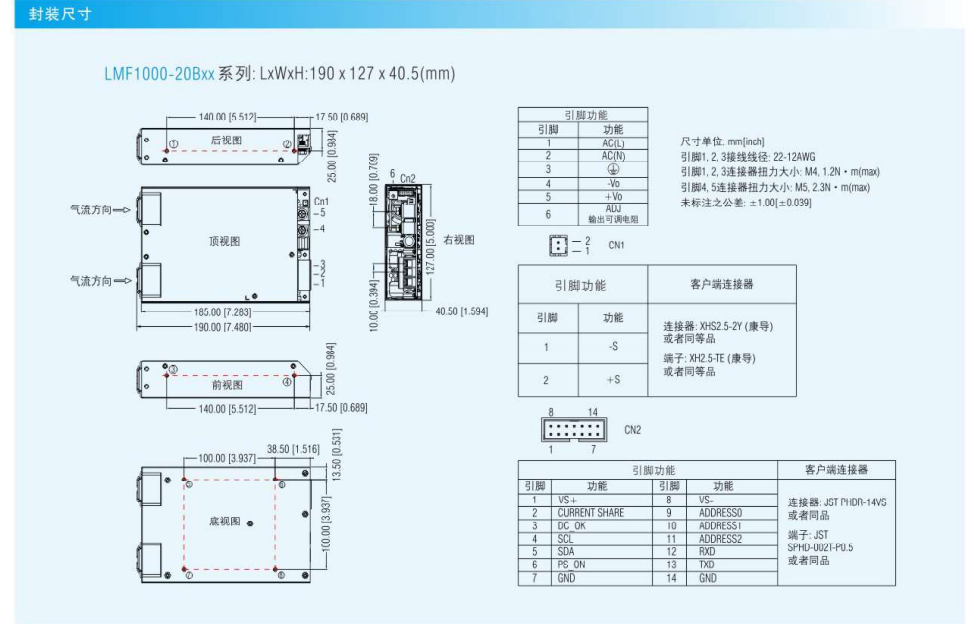 封装尺寸
LMF1000-20Bxx 系列: LxWxH:190 x 127 x 40.5(mm)
140.00 [5.512]
17.50 [0.689]
后视图
① ②
25.00 [0.984]
气流方向
气流方向
顶视图
Cn1
5
4
3
2
1
L
185.00 [7.283]
190.00 [7.480]
6 Cn2
18.00 [0.709]
127.00 [5.000]
10.00 [0.394]
右视图
40.50 [1.594]
前视图
③ ④
25.00 [0.984]
140.00 [5.512]
17.50 [0.689]
100.00 [3.937]
38.50 [1.516]
13.50 [0.531]
底视图
100.00 [3.937]
引脚功能
引脚 功能
1 AC(L)
2 AC(N)
3 ⏚
4 -Vo
5 +Vo
6 ADJ
输出可调电阻
尺寸单位: mm[inch]
引脚1, 2, 3接线线径: 22-12AWG
引脚1, 2, 3连接器扭力大小: M4, 1.2N・m(max)
引脚4, 5连接器扭力大小: M5, 2.3N・m(max)
未标注之公差: ±1.00[±0.039]
2
1
CN1
引脚功能 客户端连接器
引脚 功能
1 -S
2 +S
连接器: XHS2.5-2Y (康导)
或者同等品
端子: XH2.5-TE (康导)
或者同等品
8 14
CN2
1 7
引脚功能 客户端连接器
引脚 功能 引脚 功能
1 VS+ 8 VS-
2 CURRENT SHARE 9 ADDRESS0
3 DC_OK 10 ADDRESS1
4 SCL 11 ADDRESS2
5 SDA 12 RXD
6 PS_ON 13 TXD
7 GND 14 GND
连接器: JST PHDR-14VS
或者同品
端子: JST
SPHD-002T-P0.5
或者同品